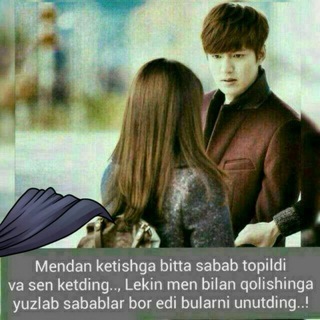 Mendan ketishga bitta sabab topildi
va sen ketding.., Lekin men bilan qolishinga
yuzlab sabablar bor edi bularni unutding..!